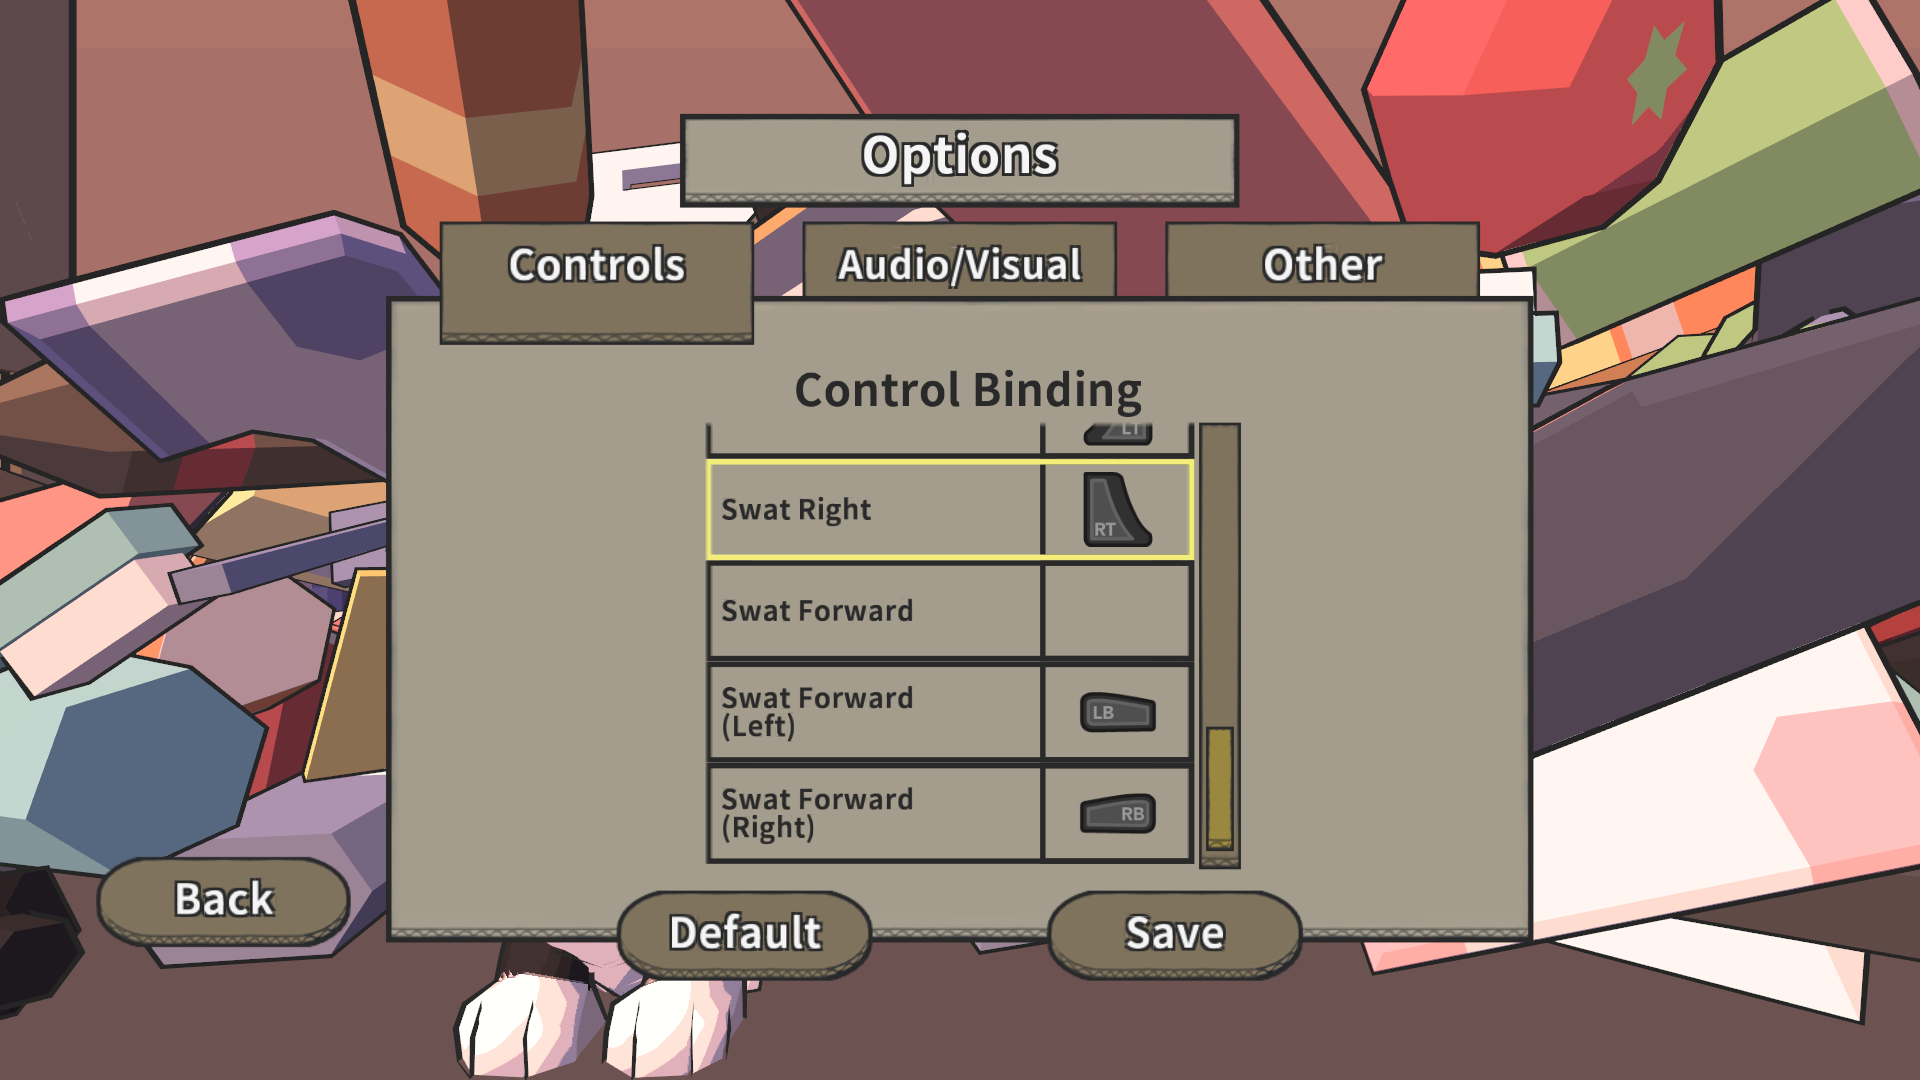 Options
Controls
Audio/Visual
Other
Control Binding
LT
Swat Right
RT
Swat Forward
Swat Forward
(Left)
LB
Swat Forward
(Right)
RB
Back
Default
Save